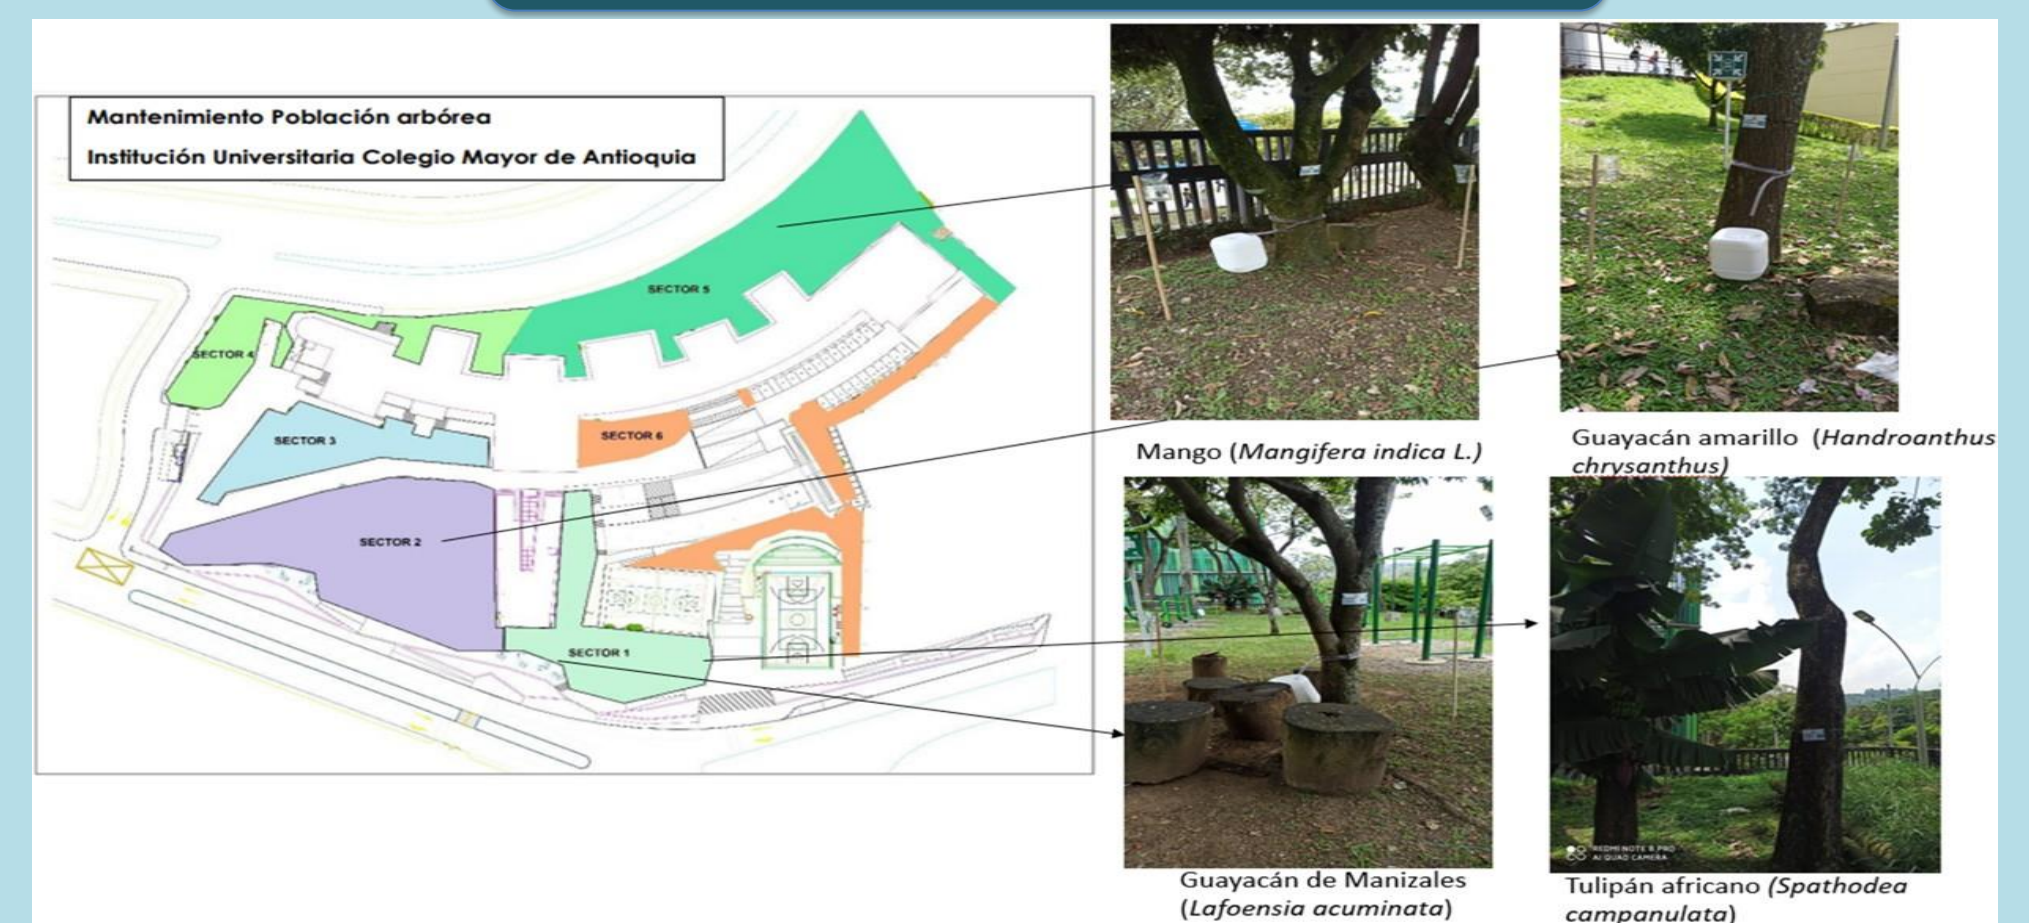 Mantenimiento Población arbórea
Institución Universitaria Colegio Mayor de Antioquia
SECTOR 5
SECTOR 4
SECTOR 3
SECTOR 6
SECTOR 2
SECTOR 1
Mango (Mangifera indica L.)
Guayacán amarillo (Handroanthus
chrysanthus)
Guayacán de Manizales
(Lafoensia acuminata)
REDMI NOTE 8 PRO
AI QUAD CAMERA
Tulipán africano (Spathodea
campanulata)